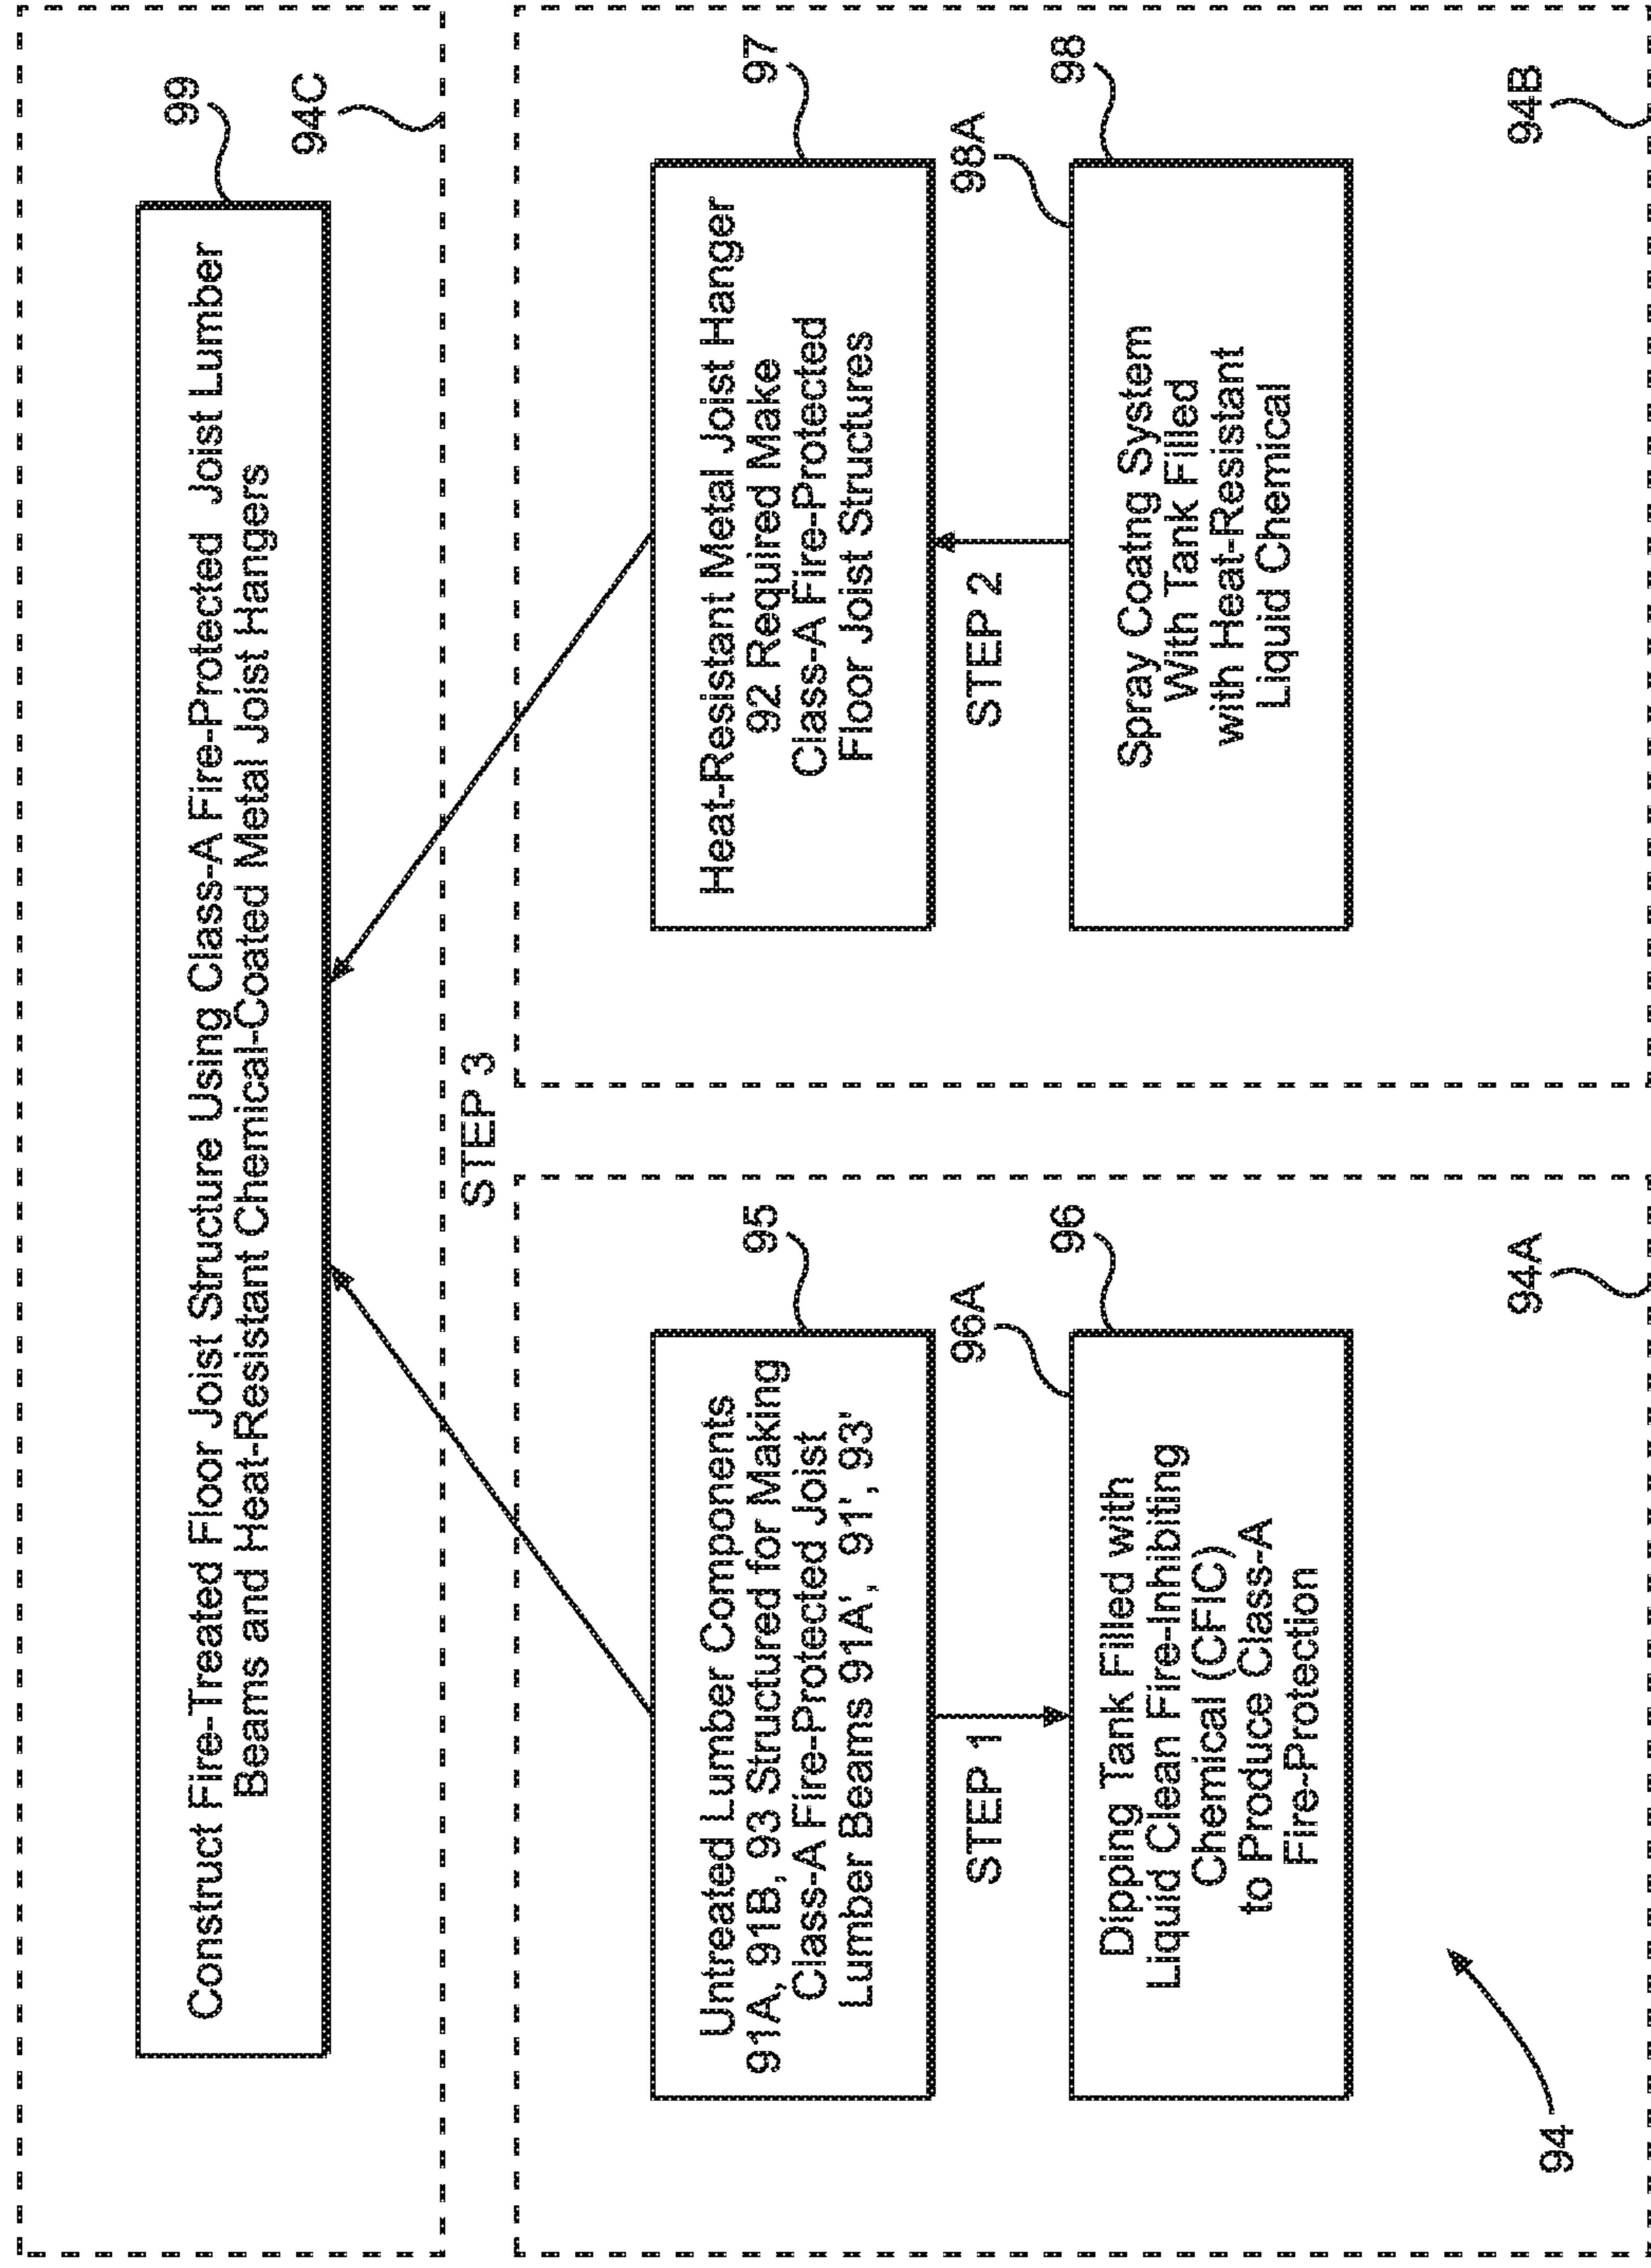 Construct Fire-Treated Floor Joist Structure Using Class-A Fire-Protected Joist Lumber
Beams and Heat-Resistant Chemical-Coated Metal Joist Hangers
99
94C
STEP 3
Untreated Lumber Components
91A, 91B, 93 Structured for Making
Class-A Fire-Protected Joist
Lumber Beams 91A', 91', 93'
95
STEP 1
96A
Dipping Tank Filled with
Liquid Clean Fire-Inhibiting
Chemical (CFIC)
to Produce Class-A
Fire-Protection
96
94A
94
Heat-Resistant Metal Joist Hanger
92 Required Make
Class-A Fire-Protected
Floor Joist Structures
97
STEP 2
98A
Spray Coatng System
With Tank Filled
with Heat-Resistant
Liquid Chemical
98
94B